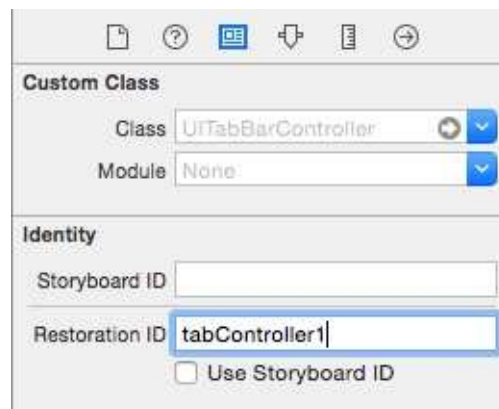 Custom Class
Class UITabBarController
Module None
Identity
Storyboard ID
Restoration ID tabController1
Use Storyboard ID